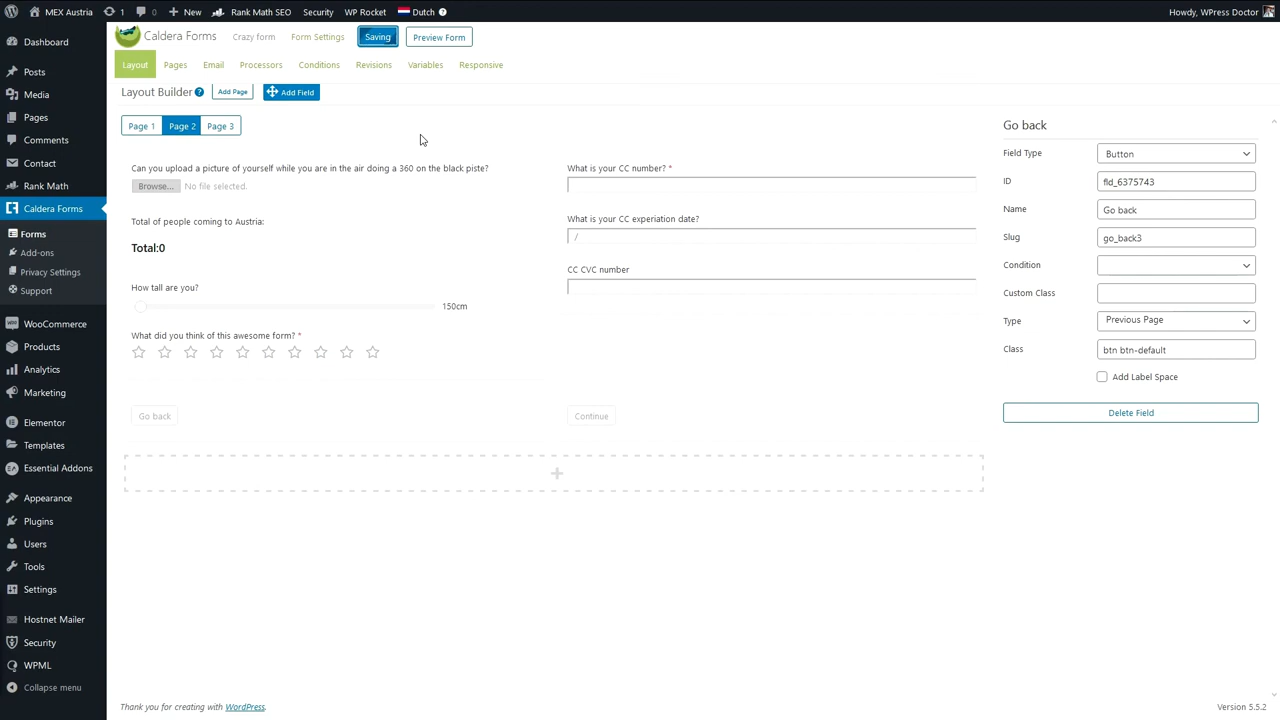 MEX Austria 1 0 New Rank Math SEO Security WP Rocket Dutch Howdy, WPress Doctor
Dashboard
Posts
Media
Pages
Comments
Contact
Rank Math
Caldera Forms
Forms
Add-ons
Privacy Settings
Support
WooCommerce
Products
Analytics
Marketing
Elementor
Templates
Essential Addons
Appearance
Plugins
Users
Tools
Settings
Hostnet Mailer
Security
WPML
Collapse menu
Caldera Forms Crazy form Form Settings Saving Preview Form
Layout Pages Email Processors Conditions Revisions Variables Responsive
Layout Builder ? Add Page Add Field
Page 1 Page 2 Page 3
Can you upload a picture of yourself while you are in the air doing a 360 on the black piste?
Browse... No file selected.
Total of people coming to Austria:
Total:0
How tall are you?
150cm
What did you think of this awesome form? *
Go back
What is your CC number? *
What is your CC experiation date?
/
CC CVC number
Continue
+
Go back
Field Type Button
ID fld_6375743
Name Go back
Slug go_back3
Condition
Custom Class
Type Previous Page
Class btn btn-default
Add Label Space
Delete Field
Thank you for creating with WordPress.
Version 5.5.2